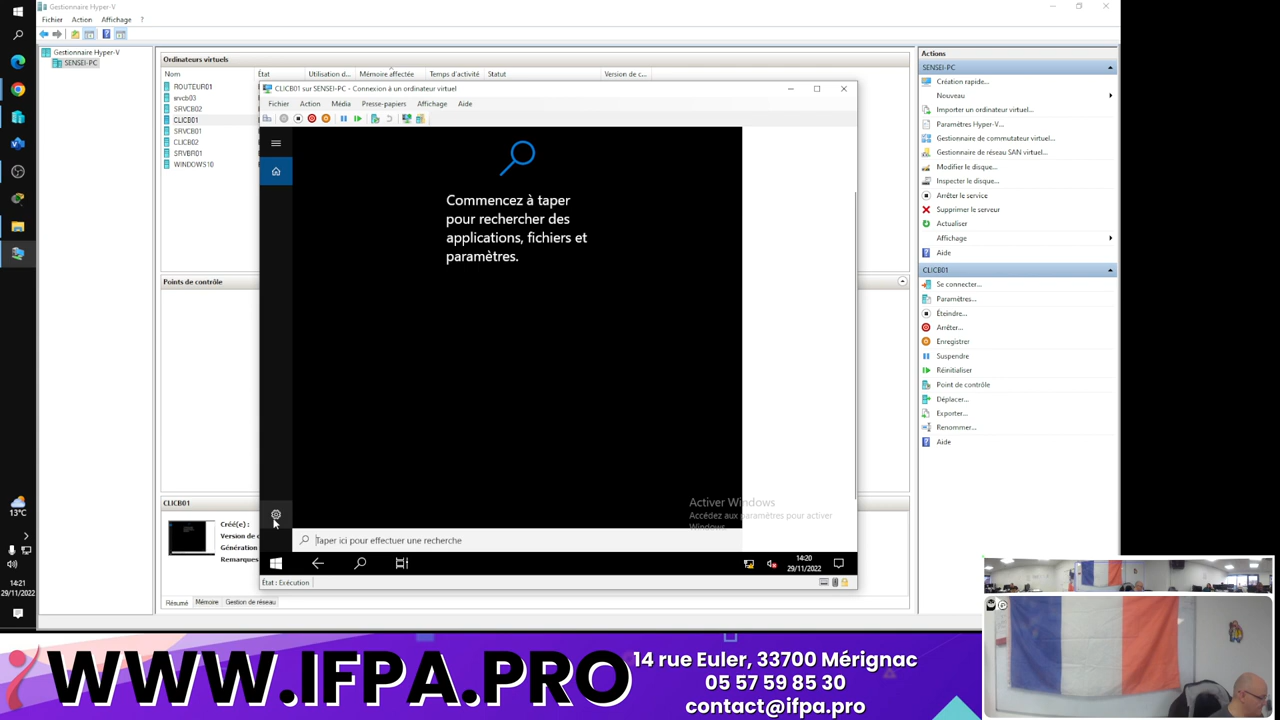 Gestionnaire Hyper-V
Fichier Action Affichage ?
Gestionnaire Hyper-V
SENSEI-PC
Ordinateurs virtuels
Nom État Utilisation d... Mémoire affectée Temps d'activité Statut Version de c...
ROUTEUR01
srvcb03
SRVCB02
CLICB01
SRVCB01
CLICB02
SRVBR01
WINDOWS10
CLICB01 sur SENSEI-PC - Connexion à un ordinateur virtuel
Fichier Action Média Presse-papiers Affichage Aide
Commencez à taper
pour rechercher des
applications, fichiers et
paramètres.
Activer Windows
Accédez aux paramètres pour activer
Windows.
Taper ici pour effectuer une recherche
14:20
29/11/2022
État : Exécution
Points de contrôle
CLICB01
Créé(e) :
Version de c
Génération
Remarques
Résumé Mémoire Gestion de réseau
Actions
SENSEI-PC
Création rapide...
Nouveau
Importer un ordinateur virtuel...
Paramètres Hyper-V...
Gestionnaire de commutateur virtuel...
Gestionnaire de réseau SAN virtuel...
Modifier le disque...
Inspecter le disque...
Arrêter le service
Supprimer le serveur
Actualiser
Affichage
Aide
CLICB01
Se connecter...
Paramètres...
Éteindre...
Arrêter...
Enregistrer
Suspendre
Réinitialiser
Point de contrôle
Déplacer...
Exporter...
Renommer...
Aide
13°C
14:21
29/11/2022
WWW.IFPA.PRO
14 rue Euler, 33700 Mérignac
05 57 59 85 30
contact@ifpa.pro